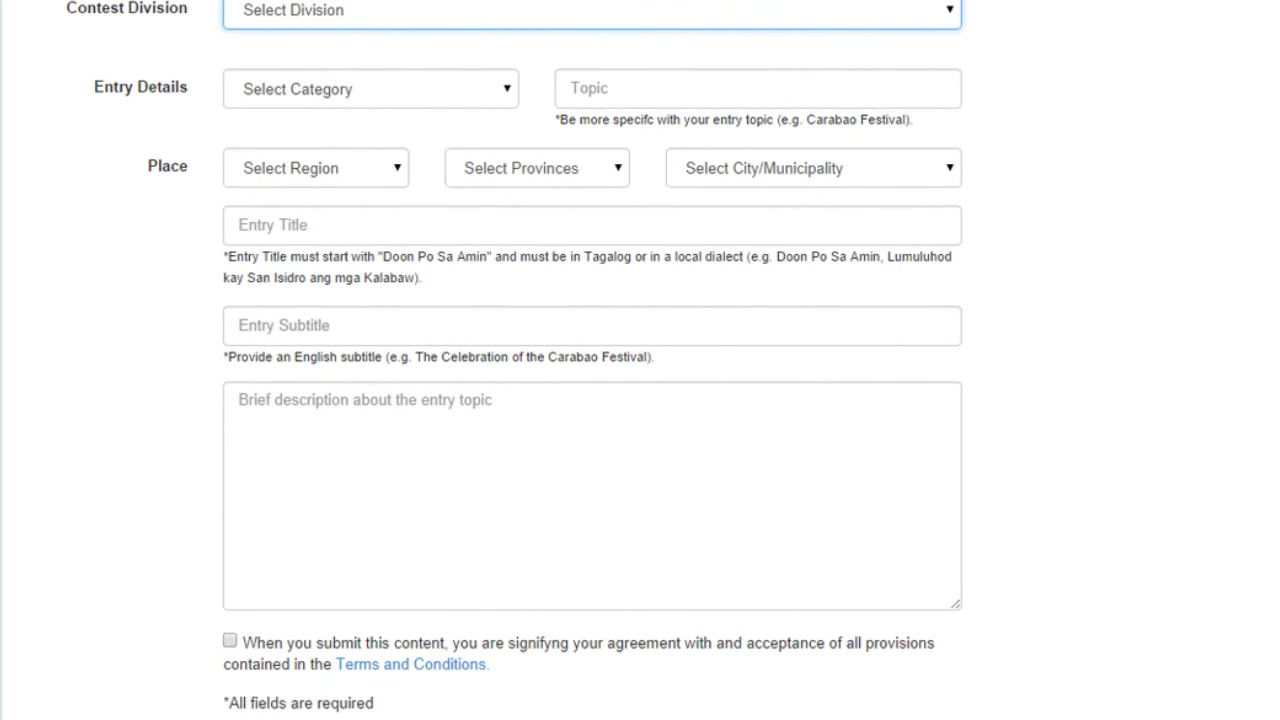 Contest Division Select Division
Entry Details Select Category Topic
*Be more specifc with your entry topic (e.g. Carabao Festival).
Place Select Region Select Provinces Select City/Municipality
Entry Title
*Entry Title must start with "Doon Po Sa Amin" and must be in Tagalog or in a local dialect (e.g. Doon Po Sa Amin, Lumuluhod
kay San Isidro ang mga Kalabaw).
Entry Subtitle
*Provide an English subtitle (e.g. The Celebration of the Carabao Festival).
Brief description about the entry topic
When you submit this content, you are signifyng your agreement with and acceptance of all provisions
contained in the Terms and Conditions.
*All fields are required